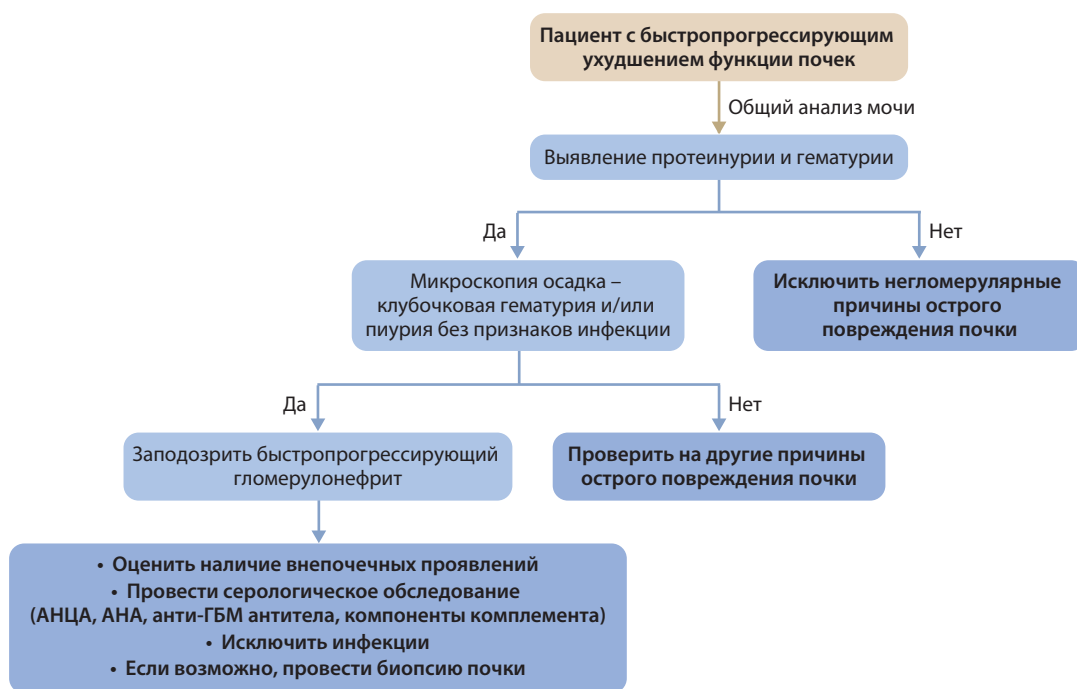 Пациент с быстропрогрессирующим
ухудшением функции почек
Общий анализ мочи
Выявление протеинурии и гематурии
Да
Нет
Микроскопия осадка –
клубочковая гематурия и/или
пиурия без признаков инфекции
Исключить негломерулярные
причины острого
повреждения почки
Да
Нет
Заподозрить быстропрогрессирующий
гломерулонефрит
Проверить на другие причины
острого повреждения почки
• Оценить наличие внепочечных проявлений
• Провести серологическое обследование
(АНЦА, АНА, анти-ГБМ антитела, компоненты комплемента)
• Исключить инфекции
• Если возможно, провести биопсию почки